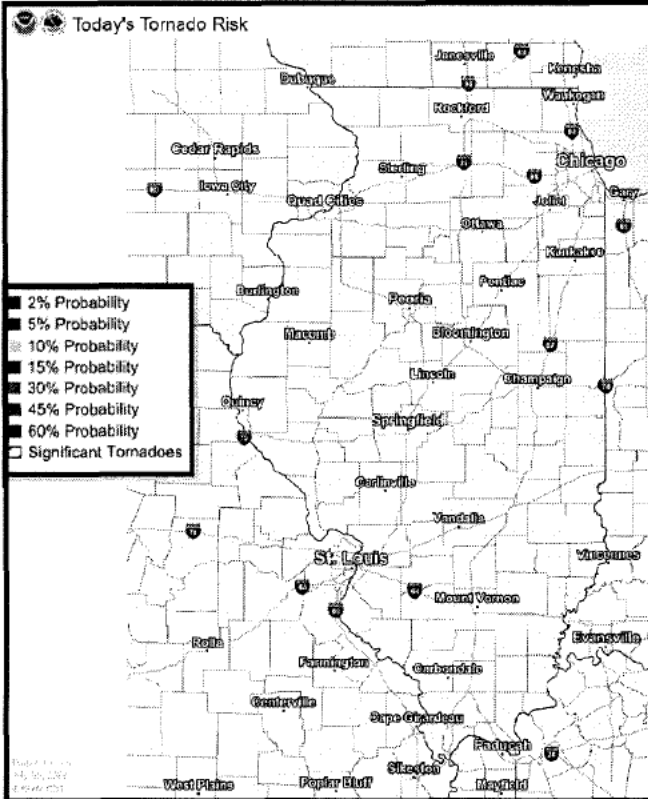 Today's Tornado Risk
Janesville
Kenosha
Dubuque
Waukegan
Rockford
Cedar Rapids
Chicago
Sterling
Iowa City
Joliet
Gary
Quad Cities
Ottawa
Kankakee
Pontiac
Burlington
Peoria
2% Probability
5% Probability
10% Probability
15% Probability
30% Probability
45% Probability
60% Probability
Significant Tornadoes
Macomb
Bloomington
Lincoln
Champaign
Quincy
Springfield
Carlinville
Vandalia
St. Louis
Vincennes
Mount Vernon
Rolla
Evansville
Farmington
Carbondale
Centerville
Cape Girardeau
Paducah
Sikeston
West Plains
Poplar Bluff
Mayfield